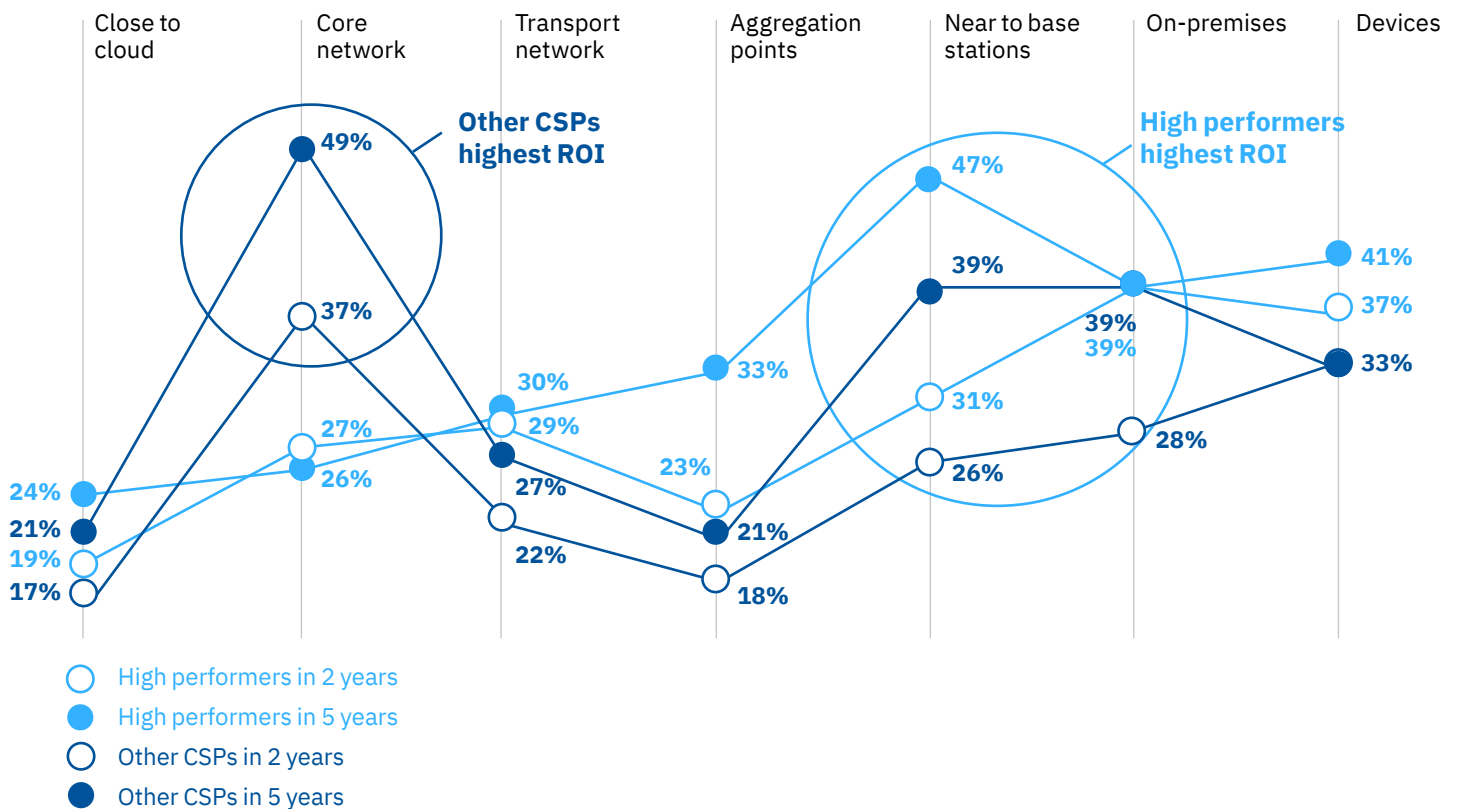 Close to
cloud
Core
network
Transport
network
Aggregation
points
Near to base
stations
On-premises
Devices
Other CSPs
highest ROI
High performers
highest ROI
24%
21%
19%
17%
49%
37%
27%
26%
30%
29%
27%
22%
33%
23%
21%
18%
47%
39%
31%
26%
39%
39%
28%
41%
37%
33%
High performers in 2 years
High performers in 5 years
Other CSPs in 2 years
Other CSPs in 5 years